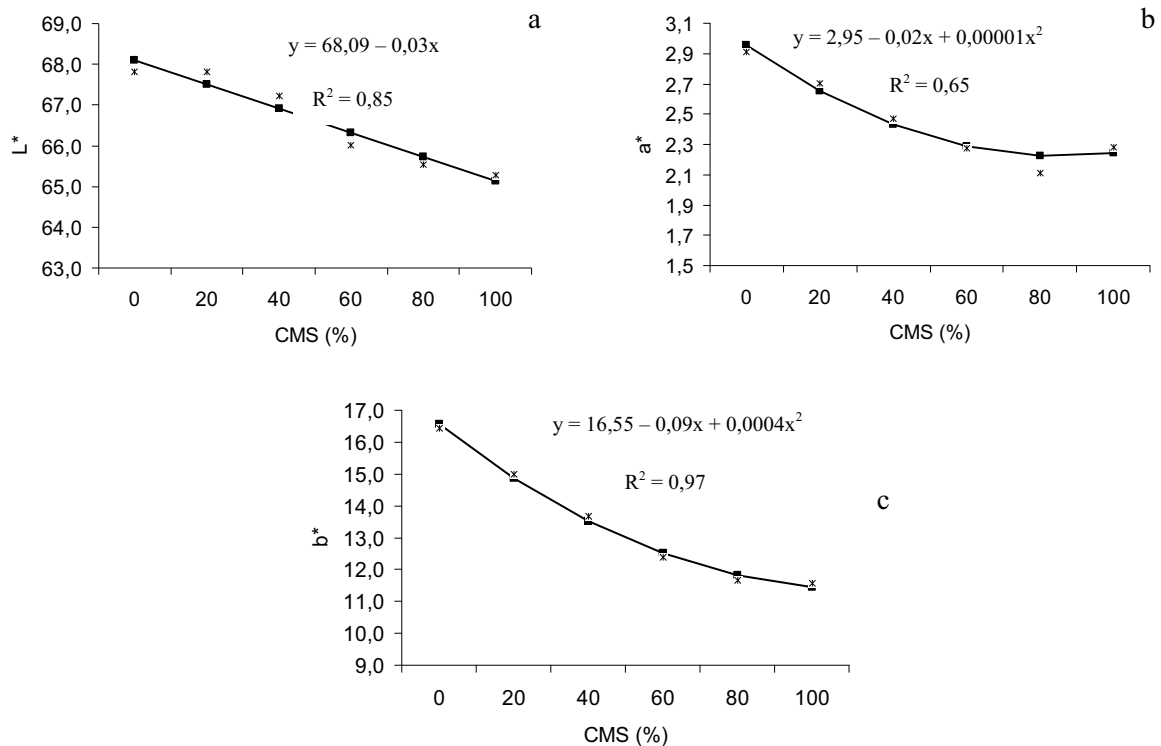 a
y = 68,09 – 0,03x
R² = 0,85
L*
69,0
68,0
67,0
66,0
65,0
64,0
63,0
0 20 40 60 80 100
CMS (%)
b
y = 2,95 – 0,02x + 0,00001x²
R² = 0,65
a*
3,1
2,9
2,7
2,5
2,3
2,1
1,9
1,7
1,5
0 20 40 60 80 100
CMS (%)
c
y = 16,55 – 0,09x + 0,0004x²
R² = 0,97
b*
17,0
16,0
15,0
14,0
13,0
12,0
11,0
10,0
9,0
0 20 40 60 80 100
CMS (%)